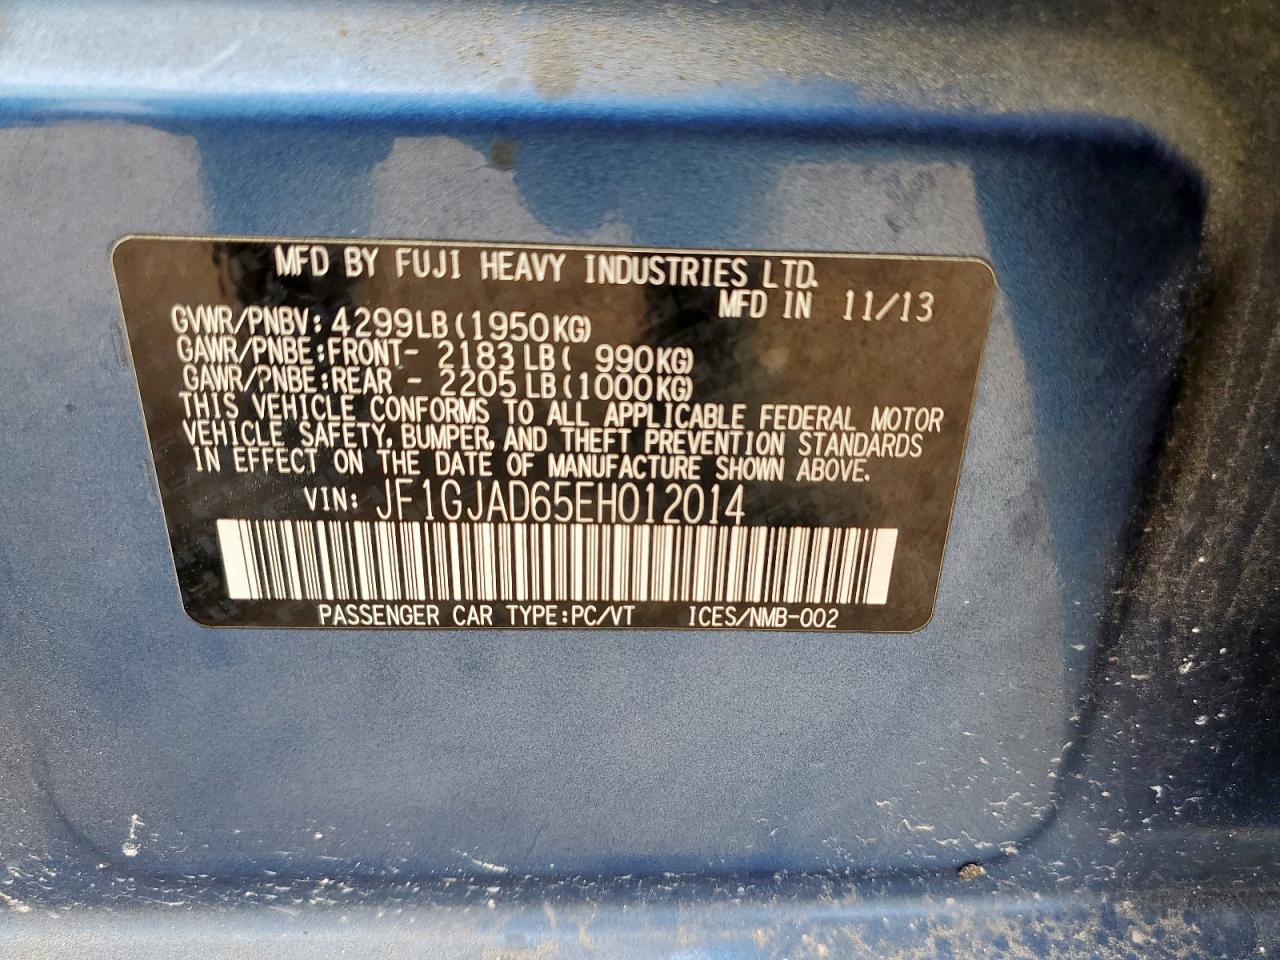 MFD BY FUJI HEAVY INDUSTRIES LTD.
MFD IN 11/13
GVWR/PNBV: 4299LB(1950KG)
GAWR/PNBE:FRONT- 2183LB( 990KG)
GAWR/PNBE:REAR - 2205LB(1000KG)
THIS VEHICLE CONFORMS TO ALL APPLICABLE FEDERAL MOTOR
VEHICLE SAFETY, BUMPER, AND THEFT PREVENTION STANDARDS
IN EFFECT ON THE DATE OF MANUFACTURE SHOWN ABOVE.
VIN: JF1GJAD65EH012014
PASSENGER CAR TYPE:PC/VT ICES/NMB-002